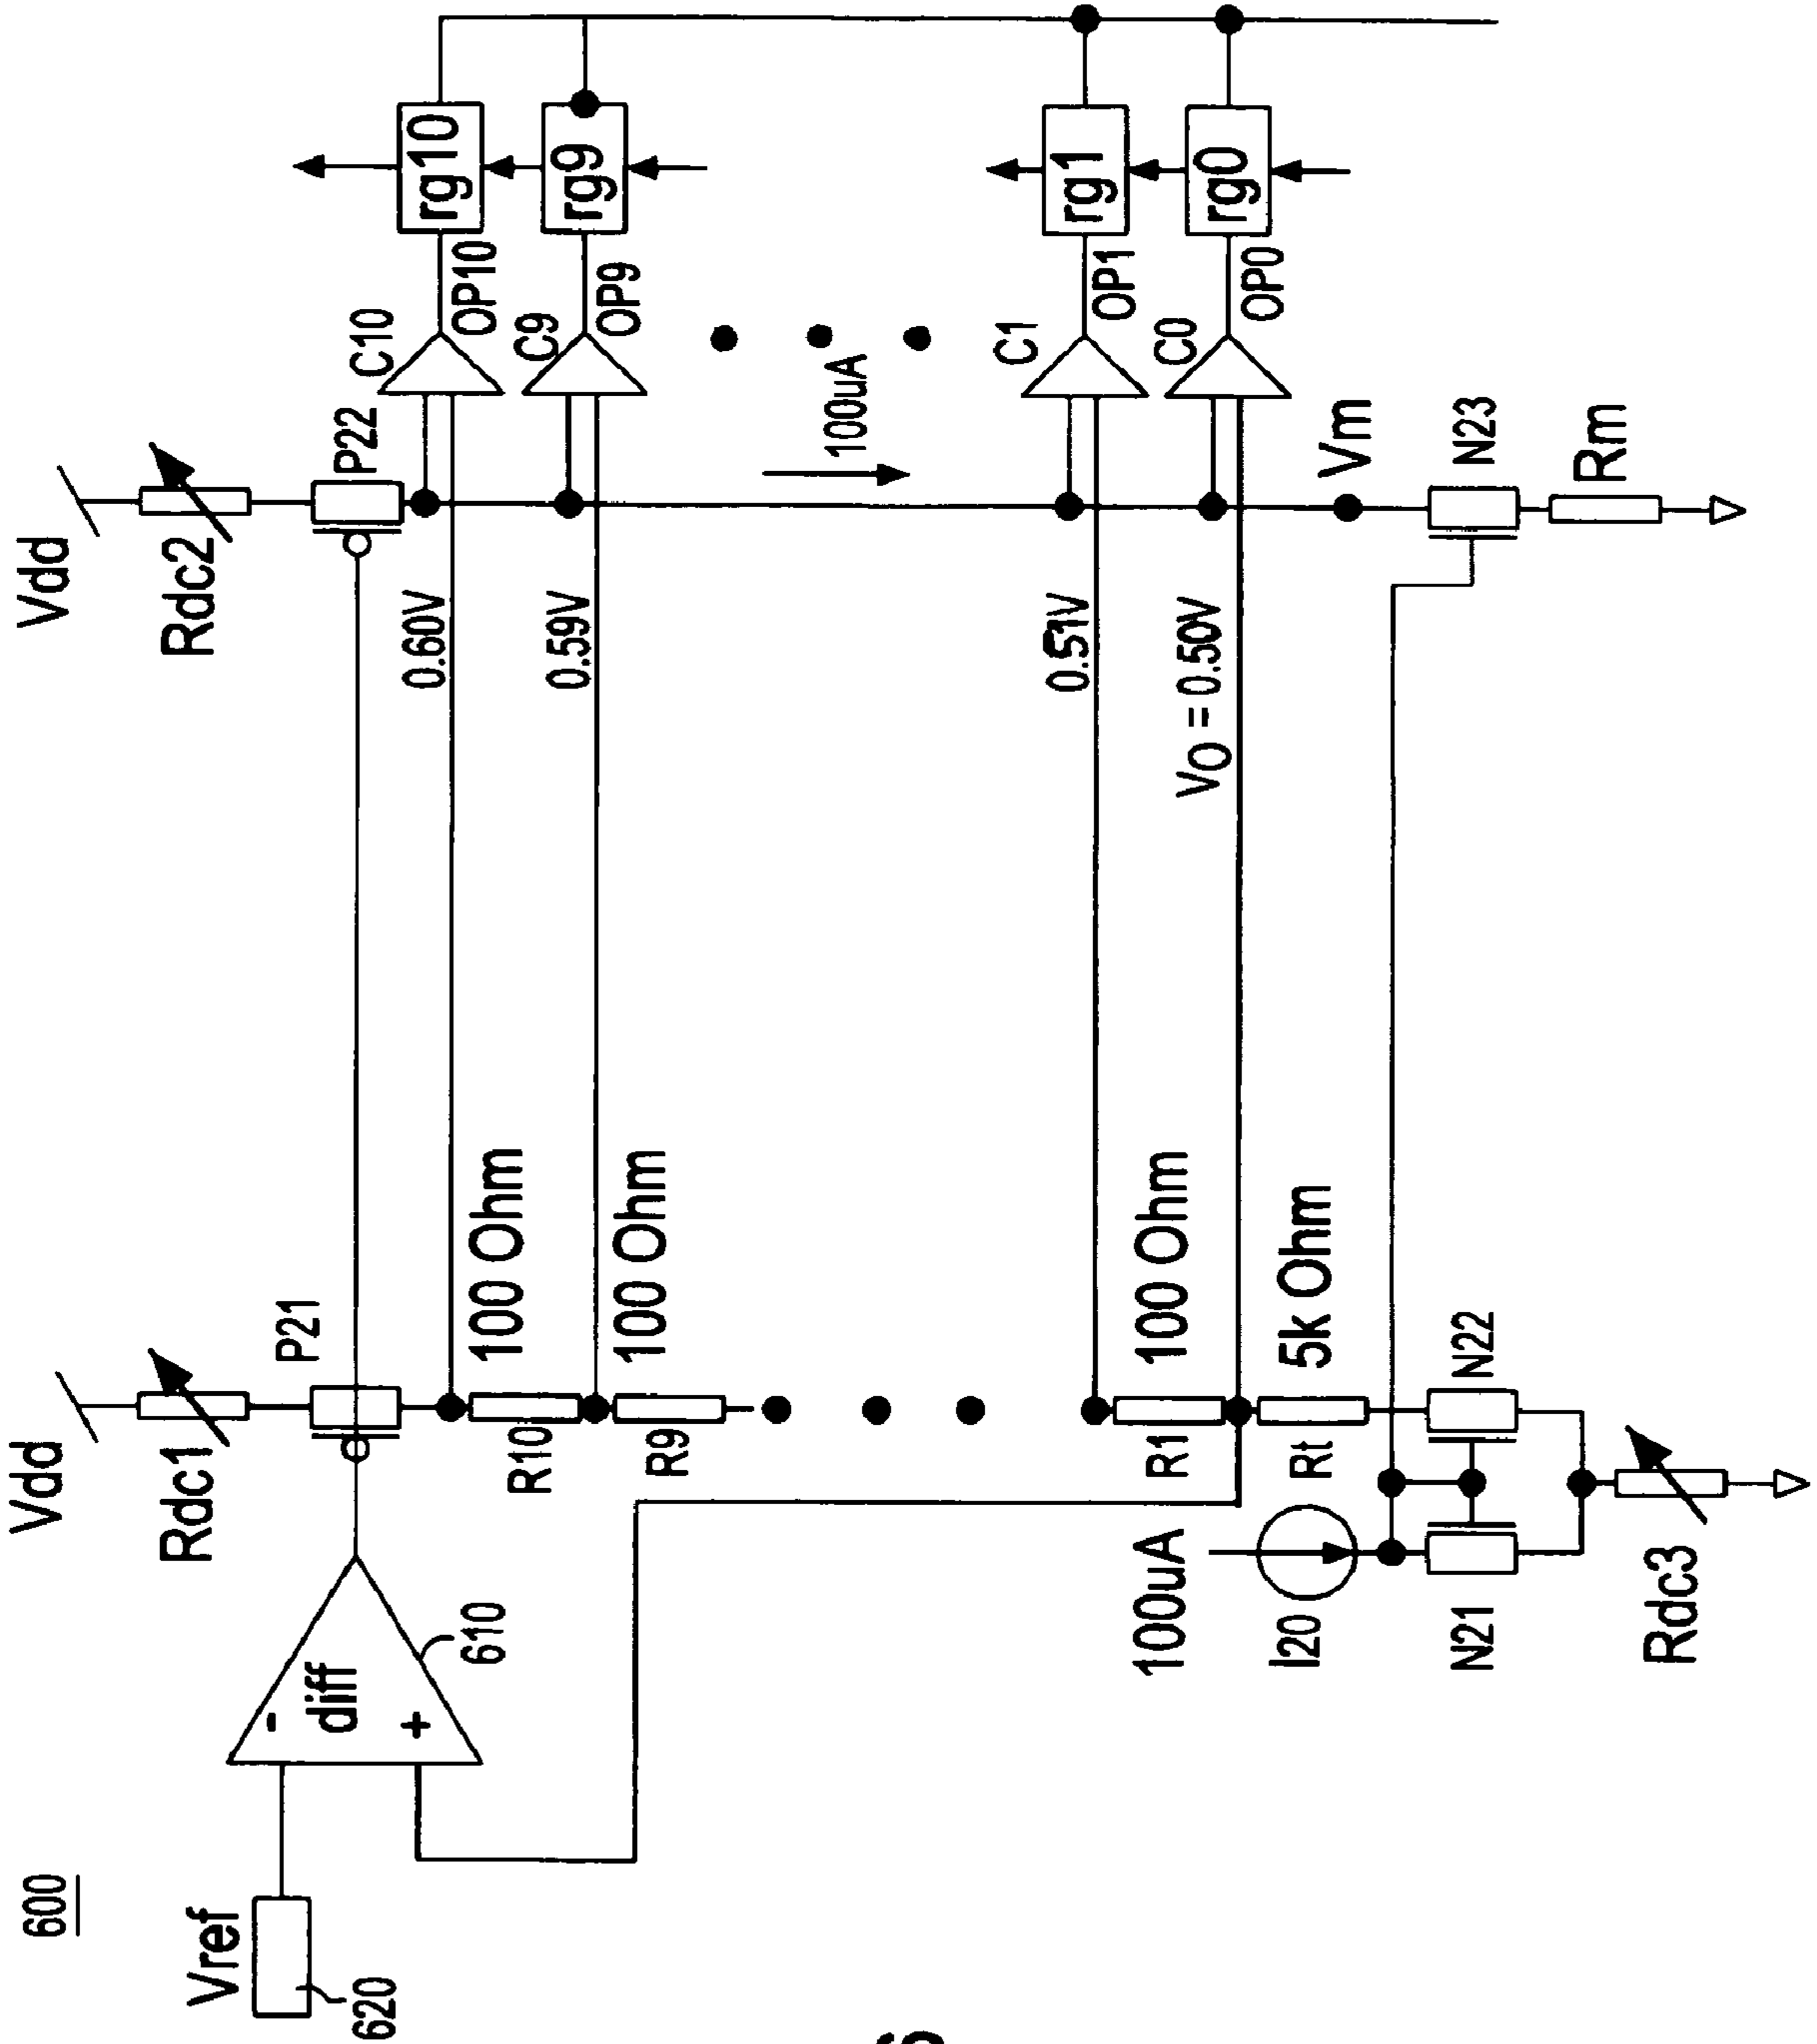 600
Vref
620
diff
-
+
610
Vdd
Rdc1
P21
100 Ohm
R10
100 Ohm
R9
100 Ohm
R1
5k Ohm
Rt
100uA
I20
N21
N22
Rdc3
Vdd
Rdc2
P22
0.60V
0.59V
0.51V
VO = 0.50V
100uA
Vm
N23
Rm
C10
OP10
rg10
C9
OP9
rg9
C1
OP1
rg1
C0
OP0
rg0